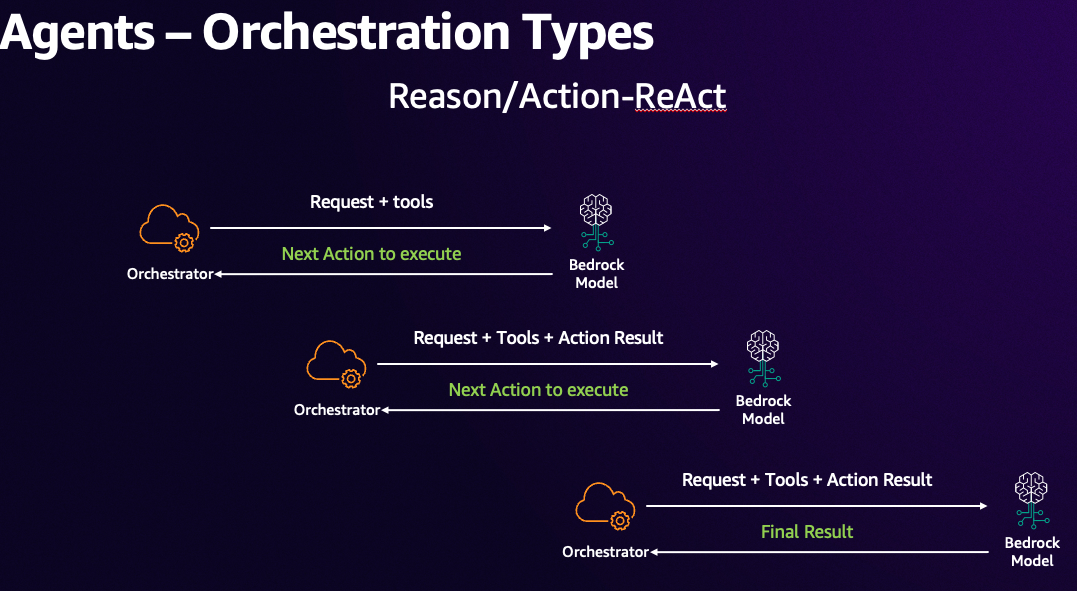 Agents – Orchestration Types
Reason/Action-ReAct
Request + tools
Next Action to execute
Orchestrator
Bedrock
Model
Request + Tools + Action Result
Next Action to execute
Orchestrator
Bedrock
Model
Request + Tools + Action Result
Final Result
Orchestrator
Bedrock
Model